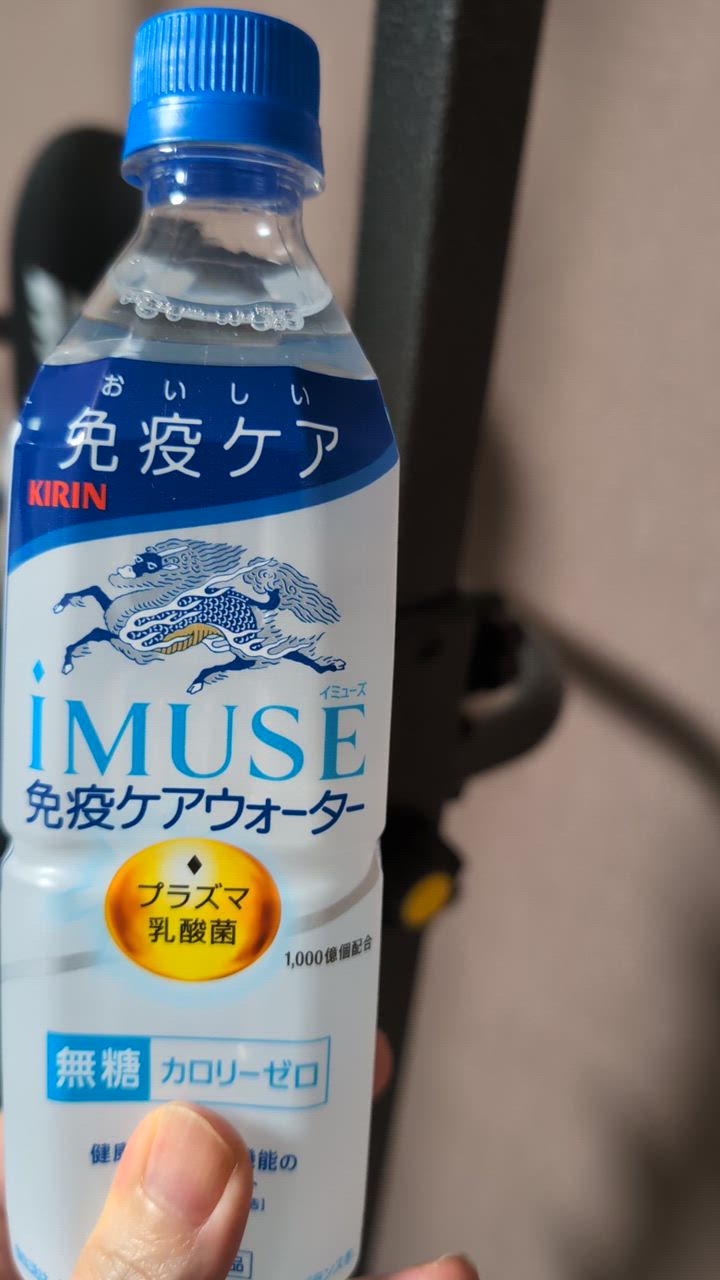 おいしい
免疫ケア
KIRIN
イミューズ
iMUSE
免疫ケアウォーター
プラズマ
乳酸菌
1,000億個配合
無糖 カロリーゼロ
能の